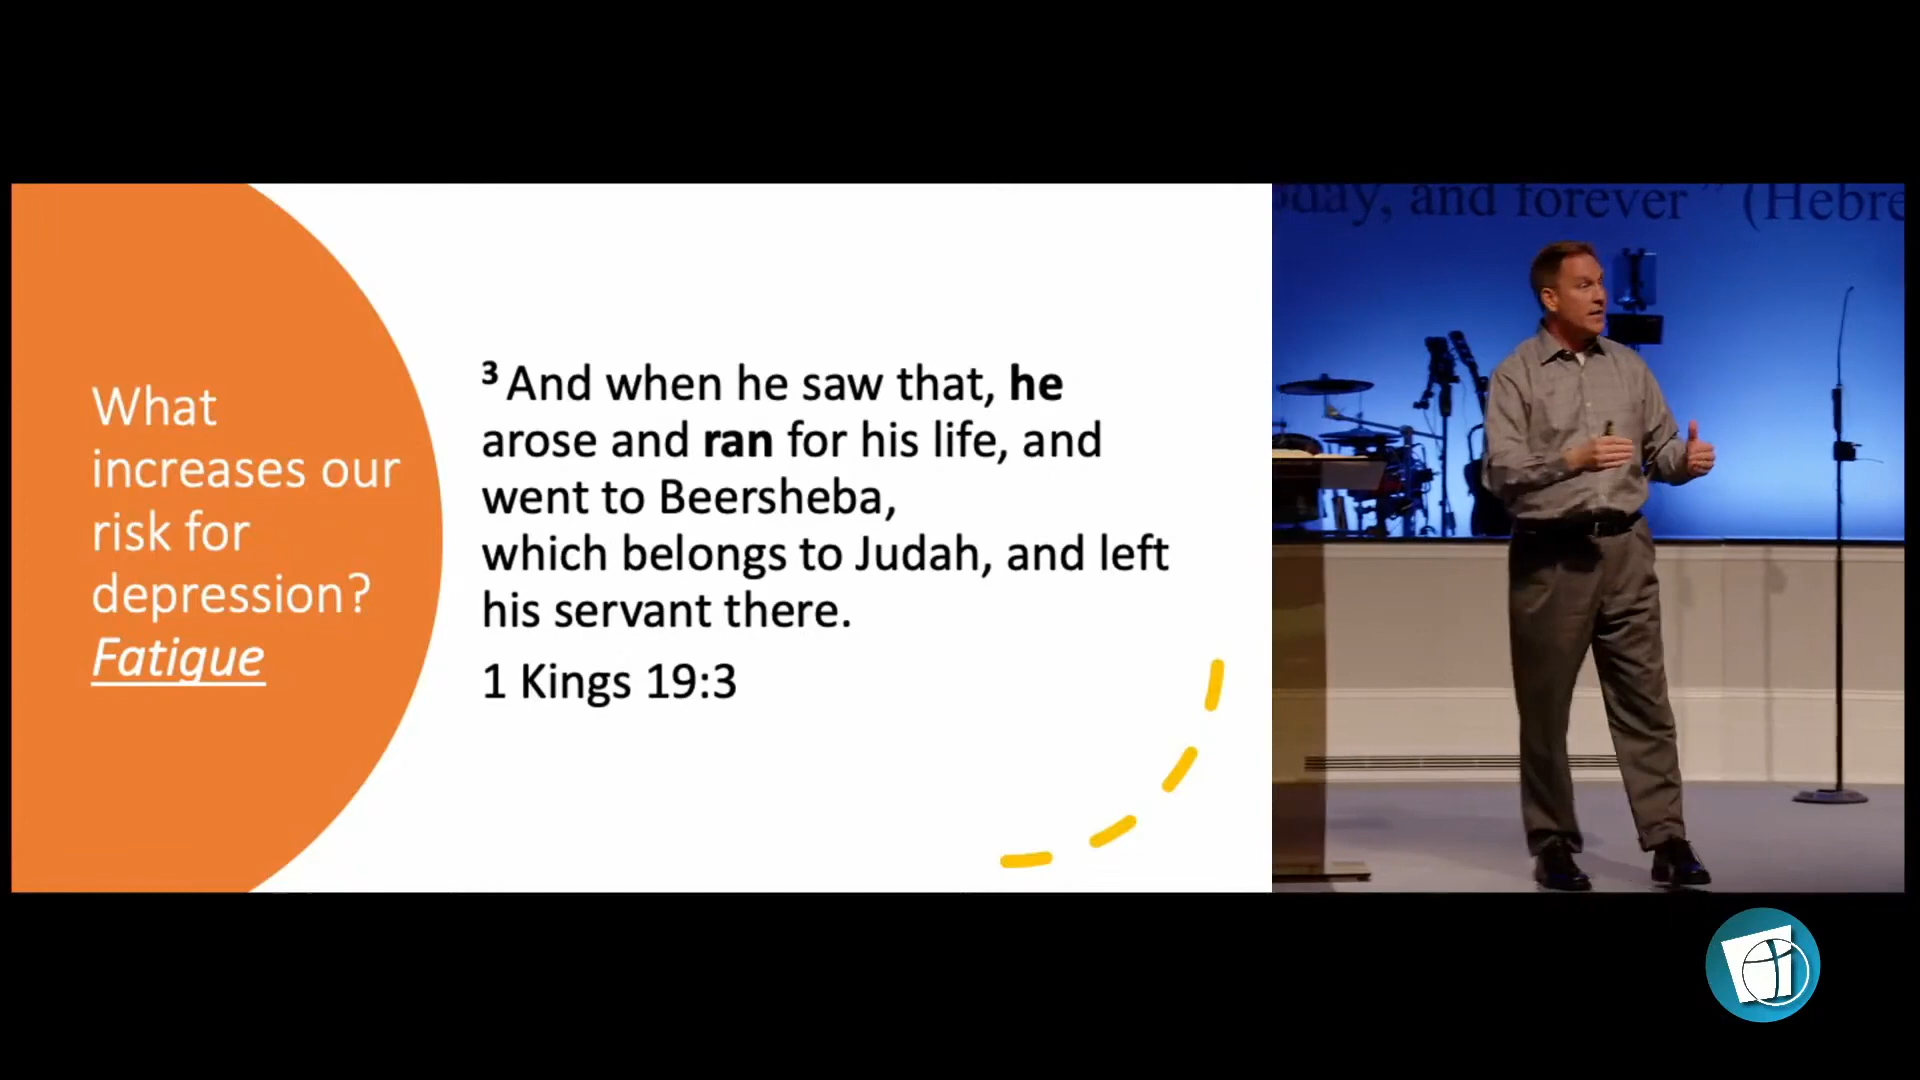 What
increases our
risk for
depression?
Fatigue
3 And when he saw that, he
arose and ran for his life, and
went to Beersheba,
which belongs to Judah, and left
his servant there.
1 Kings 19:3
and forever” (Hebre